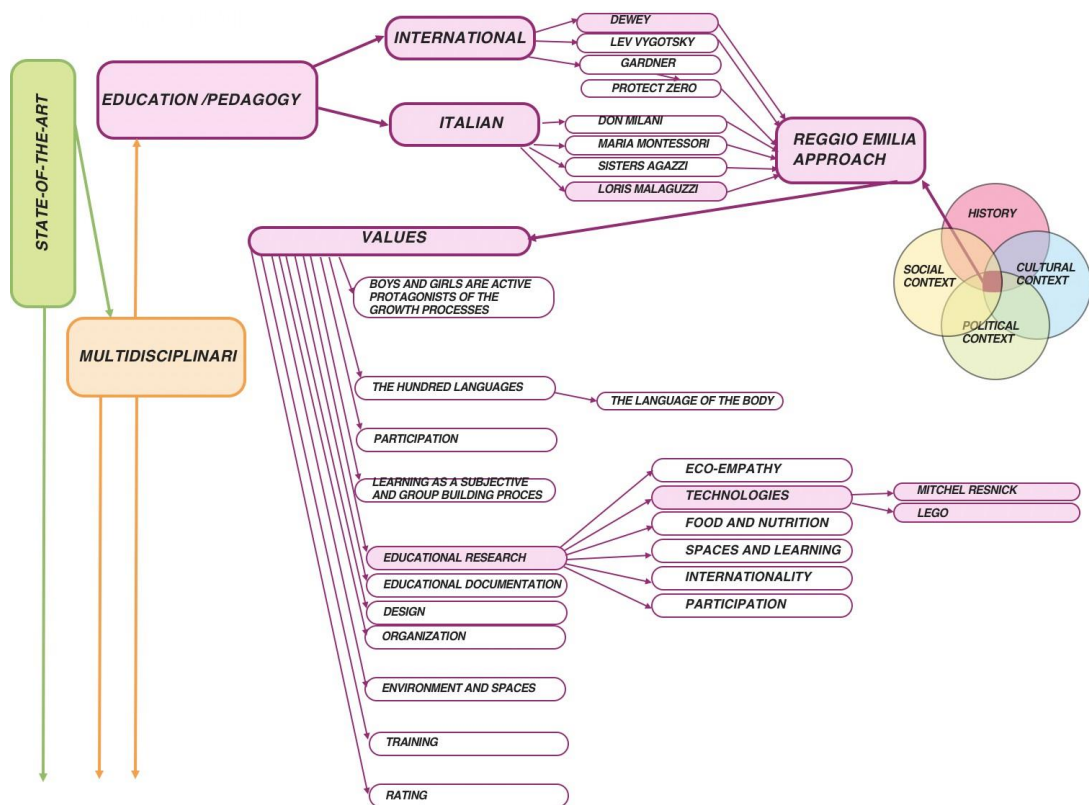 STATE-OF-THE-ART
EDUCATION /PEDAGOGY
MULTIDISCIPLINARI
INTERNATIONAL
DEWEY
LEV VYGOTSKY
GARDNER
PROTECT ZERO
ITALIAN
DON MILANI
MARIA MONTESSORI
SISTERS AGAZZI
LORIS MALAGUZZI
REGGIO EMILIA
APPROACH
HISTORY
SOCIAL
CONTEXT
CULTURAL
CONTEXT
POLITICAL
CONTEXT
VALUES
BOYS AND GIRLS ARE ACTIVE
PROTAGONISTS OF THE
GROWTH PROCESSES
THE HUNDRED LANGUAGES
THE LANGUAGE OF THE BODY
PARTICIPATION
LEARNING AS A SUBJECTIVE
AND GROUP BUILDING PROCES
EDUCATIONAL RESEARCH
ECO-EMPATHY
TECHNOLOGIES
MITCHEL RESNICK
LEGO
FOOD AND NUTRITION
SPACES AND LEARNING
INTERNATIONALITY
PARTICIPATION
EDUCATIONAL DOCUMENTATION
DESIGN
ORGANIZATION
ENVIRONMENT AND SPACES
TRAINING
RATING